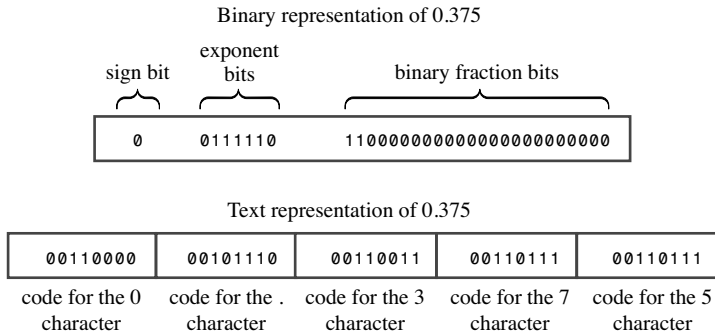 Binary representation of 0.375
exponent
sign bit bits binary fraction bits
0 0111110 110000000000000000000000
Text representation of 0.375
00110000 00101110 00110011 00110111 00110111
code for the 0 code for the . code for the 3 code for the 7 code for the 5
character character character character character